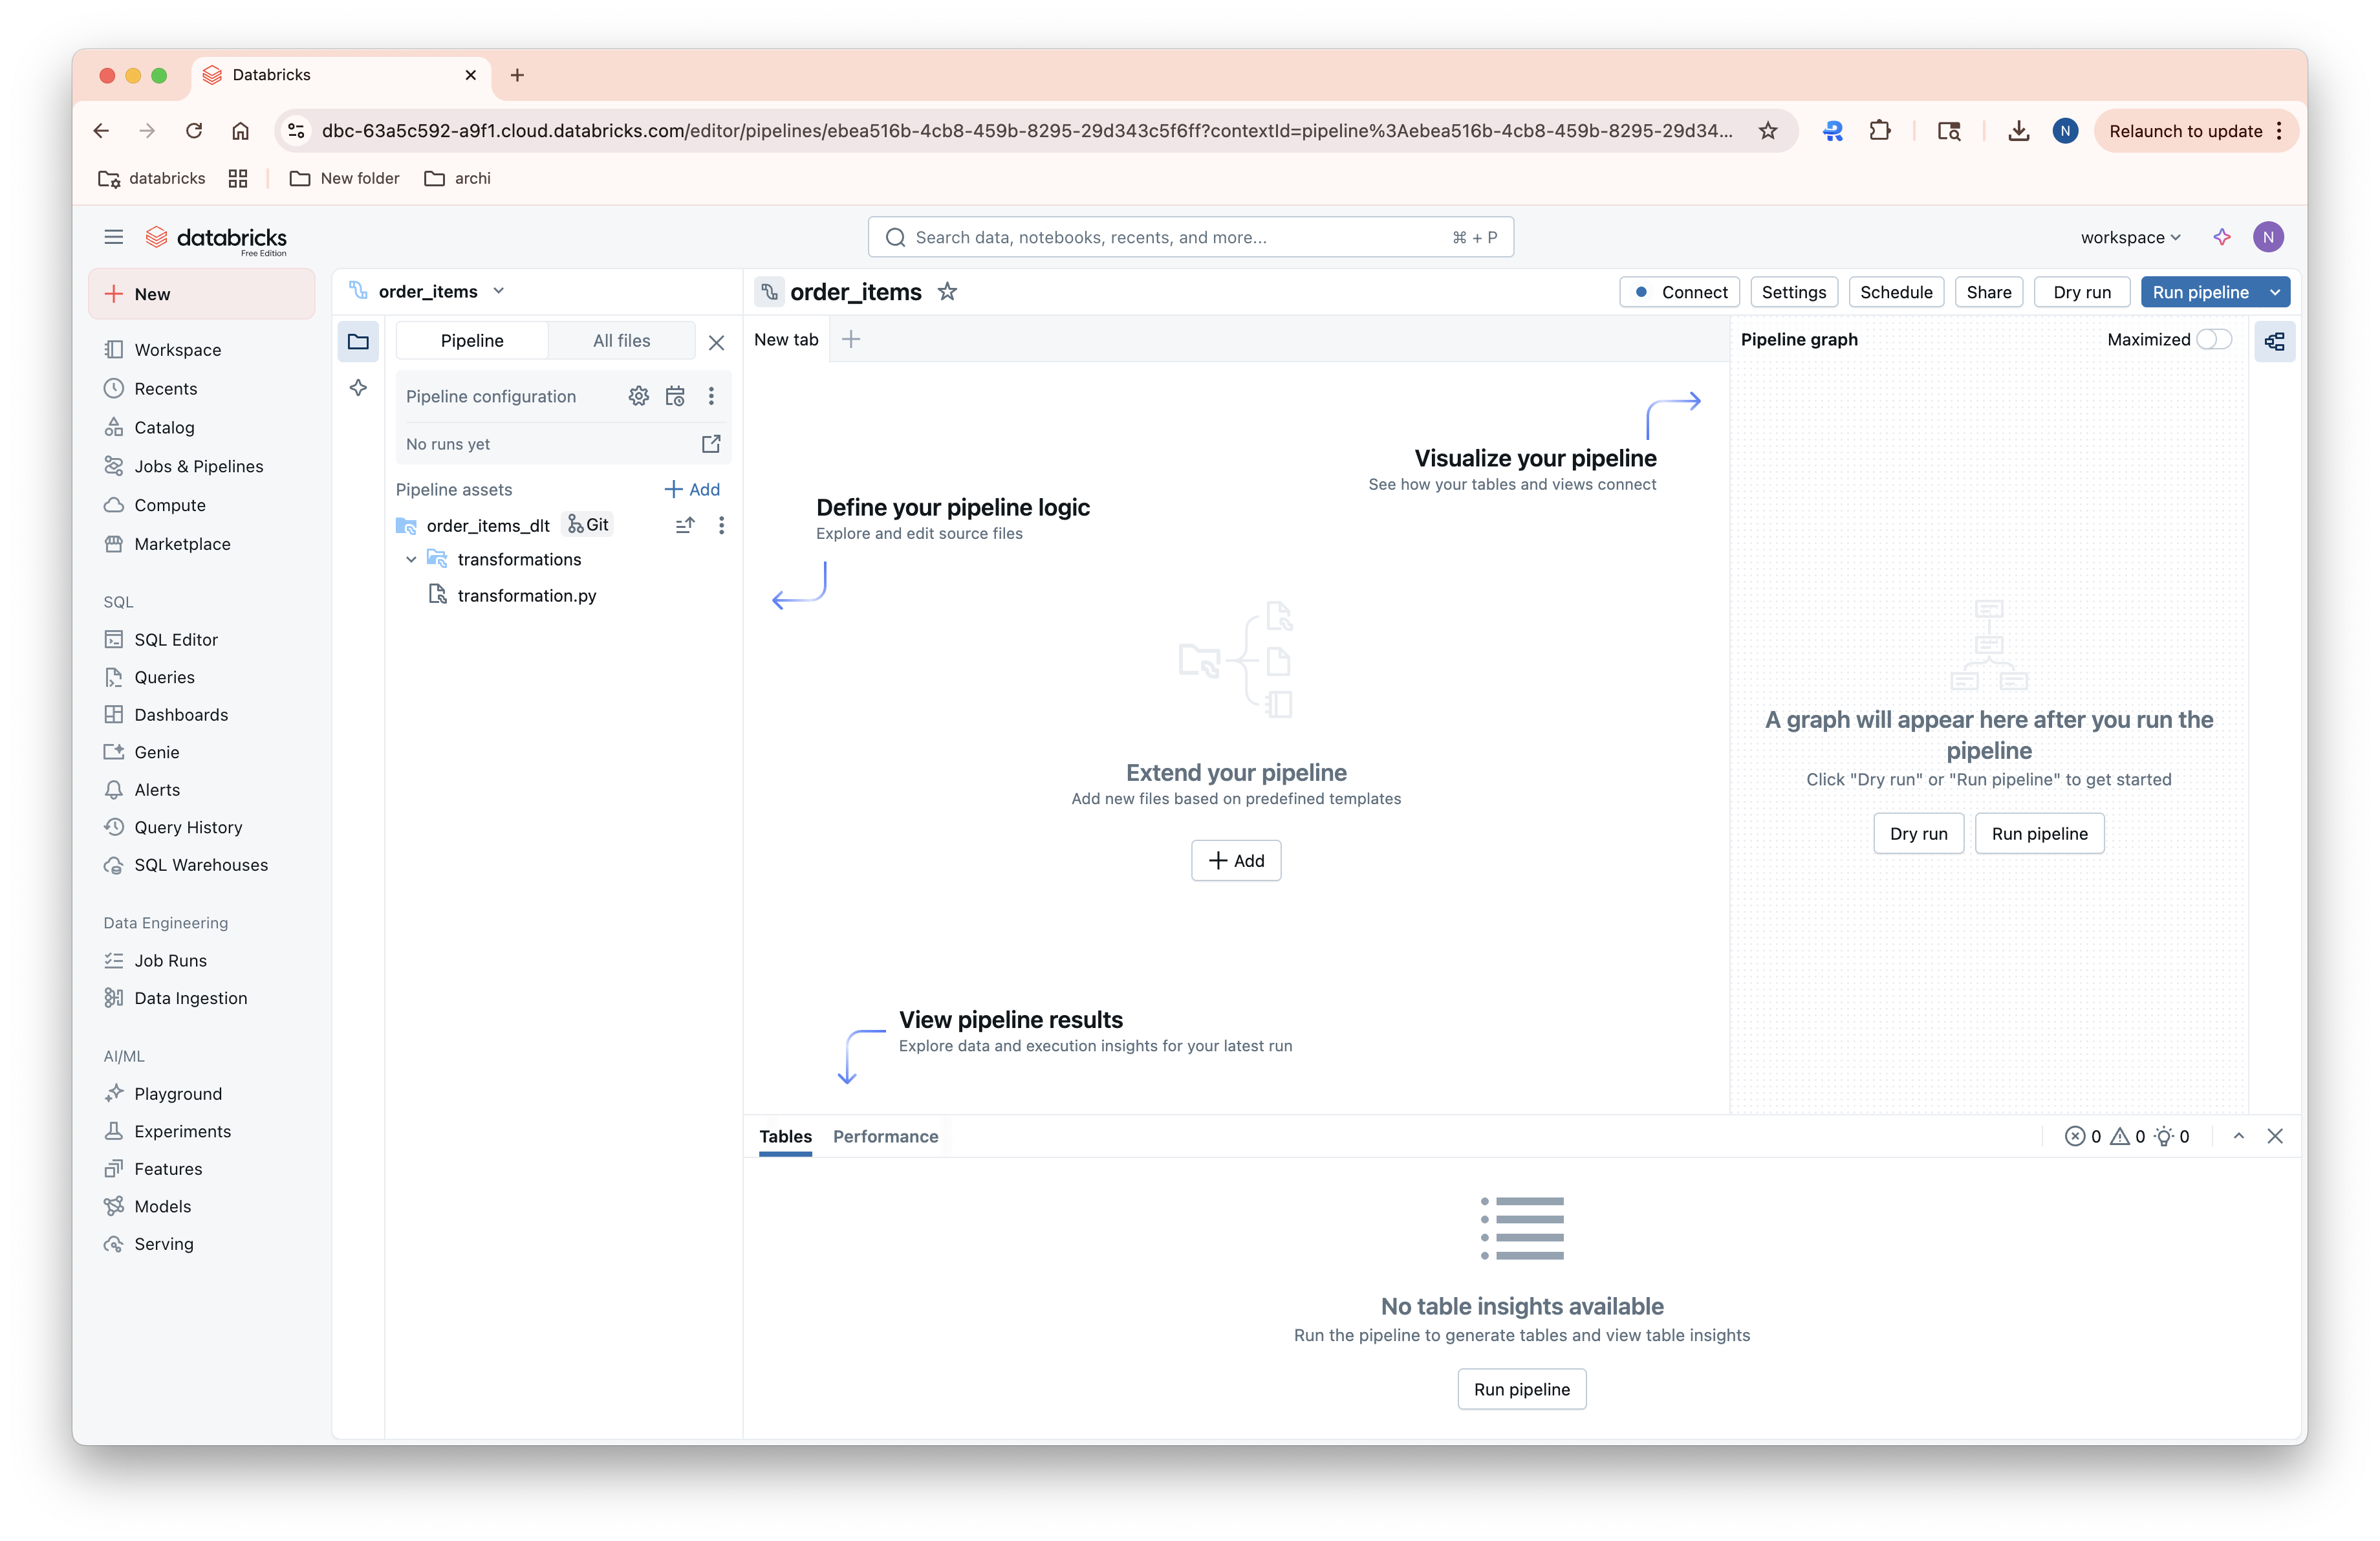 Databricks
dbc-63a5c592-a9f1.cloud.databricks.com/editor/pipelines/ebea516b-4cb8-459b-8295-29d343c5f6ff?contextId=pipeline%3Aebea516b-4cb8-459b-8295-29d34...
N
Relaunch to update
databricks
New folder
archi
databricks
Free Edition
Search data, notebooks, recents, and more...
⌘ + P
workspace
N
New
Workspace
Recents
Catalog
Jobs & Pipelines
Compute
Marketplace
SQL
SQL Editor
Queries
Dashboards
Genie
Alerts
Query History
SQL Warehouses
Data Engineering
Job Runs
Data Ingestion
AI/ML
Playground
Experiments
Features
Models
Serving
order_items
Pipeline
All files
Pipeline configuration
No runs yet
Pipeline assets
Add
order_items_dlt
Git
transformations
transformation.py
order_items
Connect
Settings
Schedule
Share
Dry run
Run pipeline
New tab
Visualize your pipeline
See how your tables and views connect
Define your pipeline logic
Explore and edit source files
Extend your pipeline
Add new files based on predefined templates
Add
View pipeline results
Explore data and execution insights for your latest run
Pipeline graph
Maximized
A graph will appear here after you run the
pipeline
Click "Dry run" or "Run pipeline" to get started
Dry run
Run pipeline
Tables
Performance
0
0
0
No table insights available
Run the pipeline to generate tables and view table insights
Run pipeline